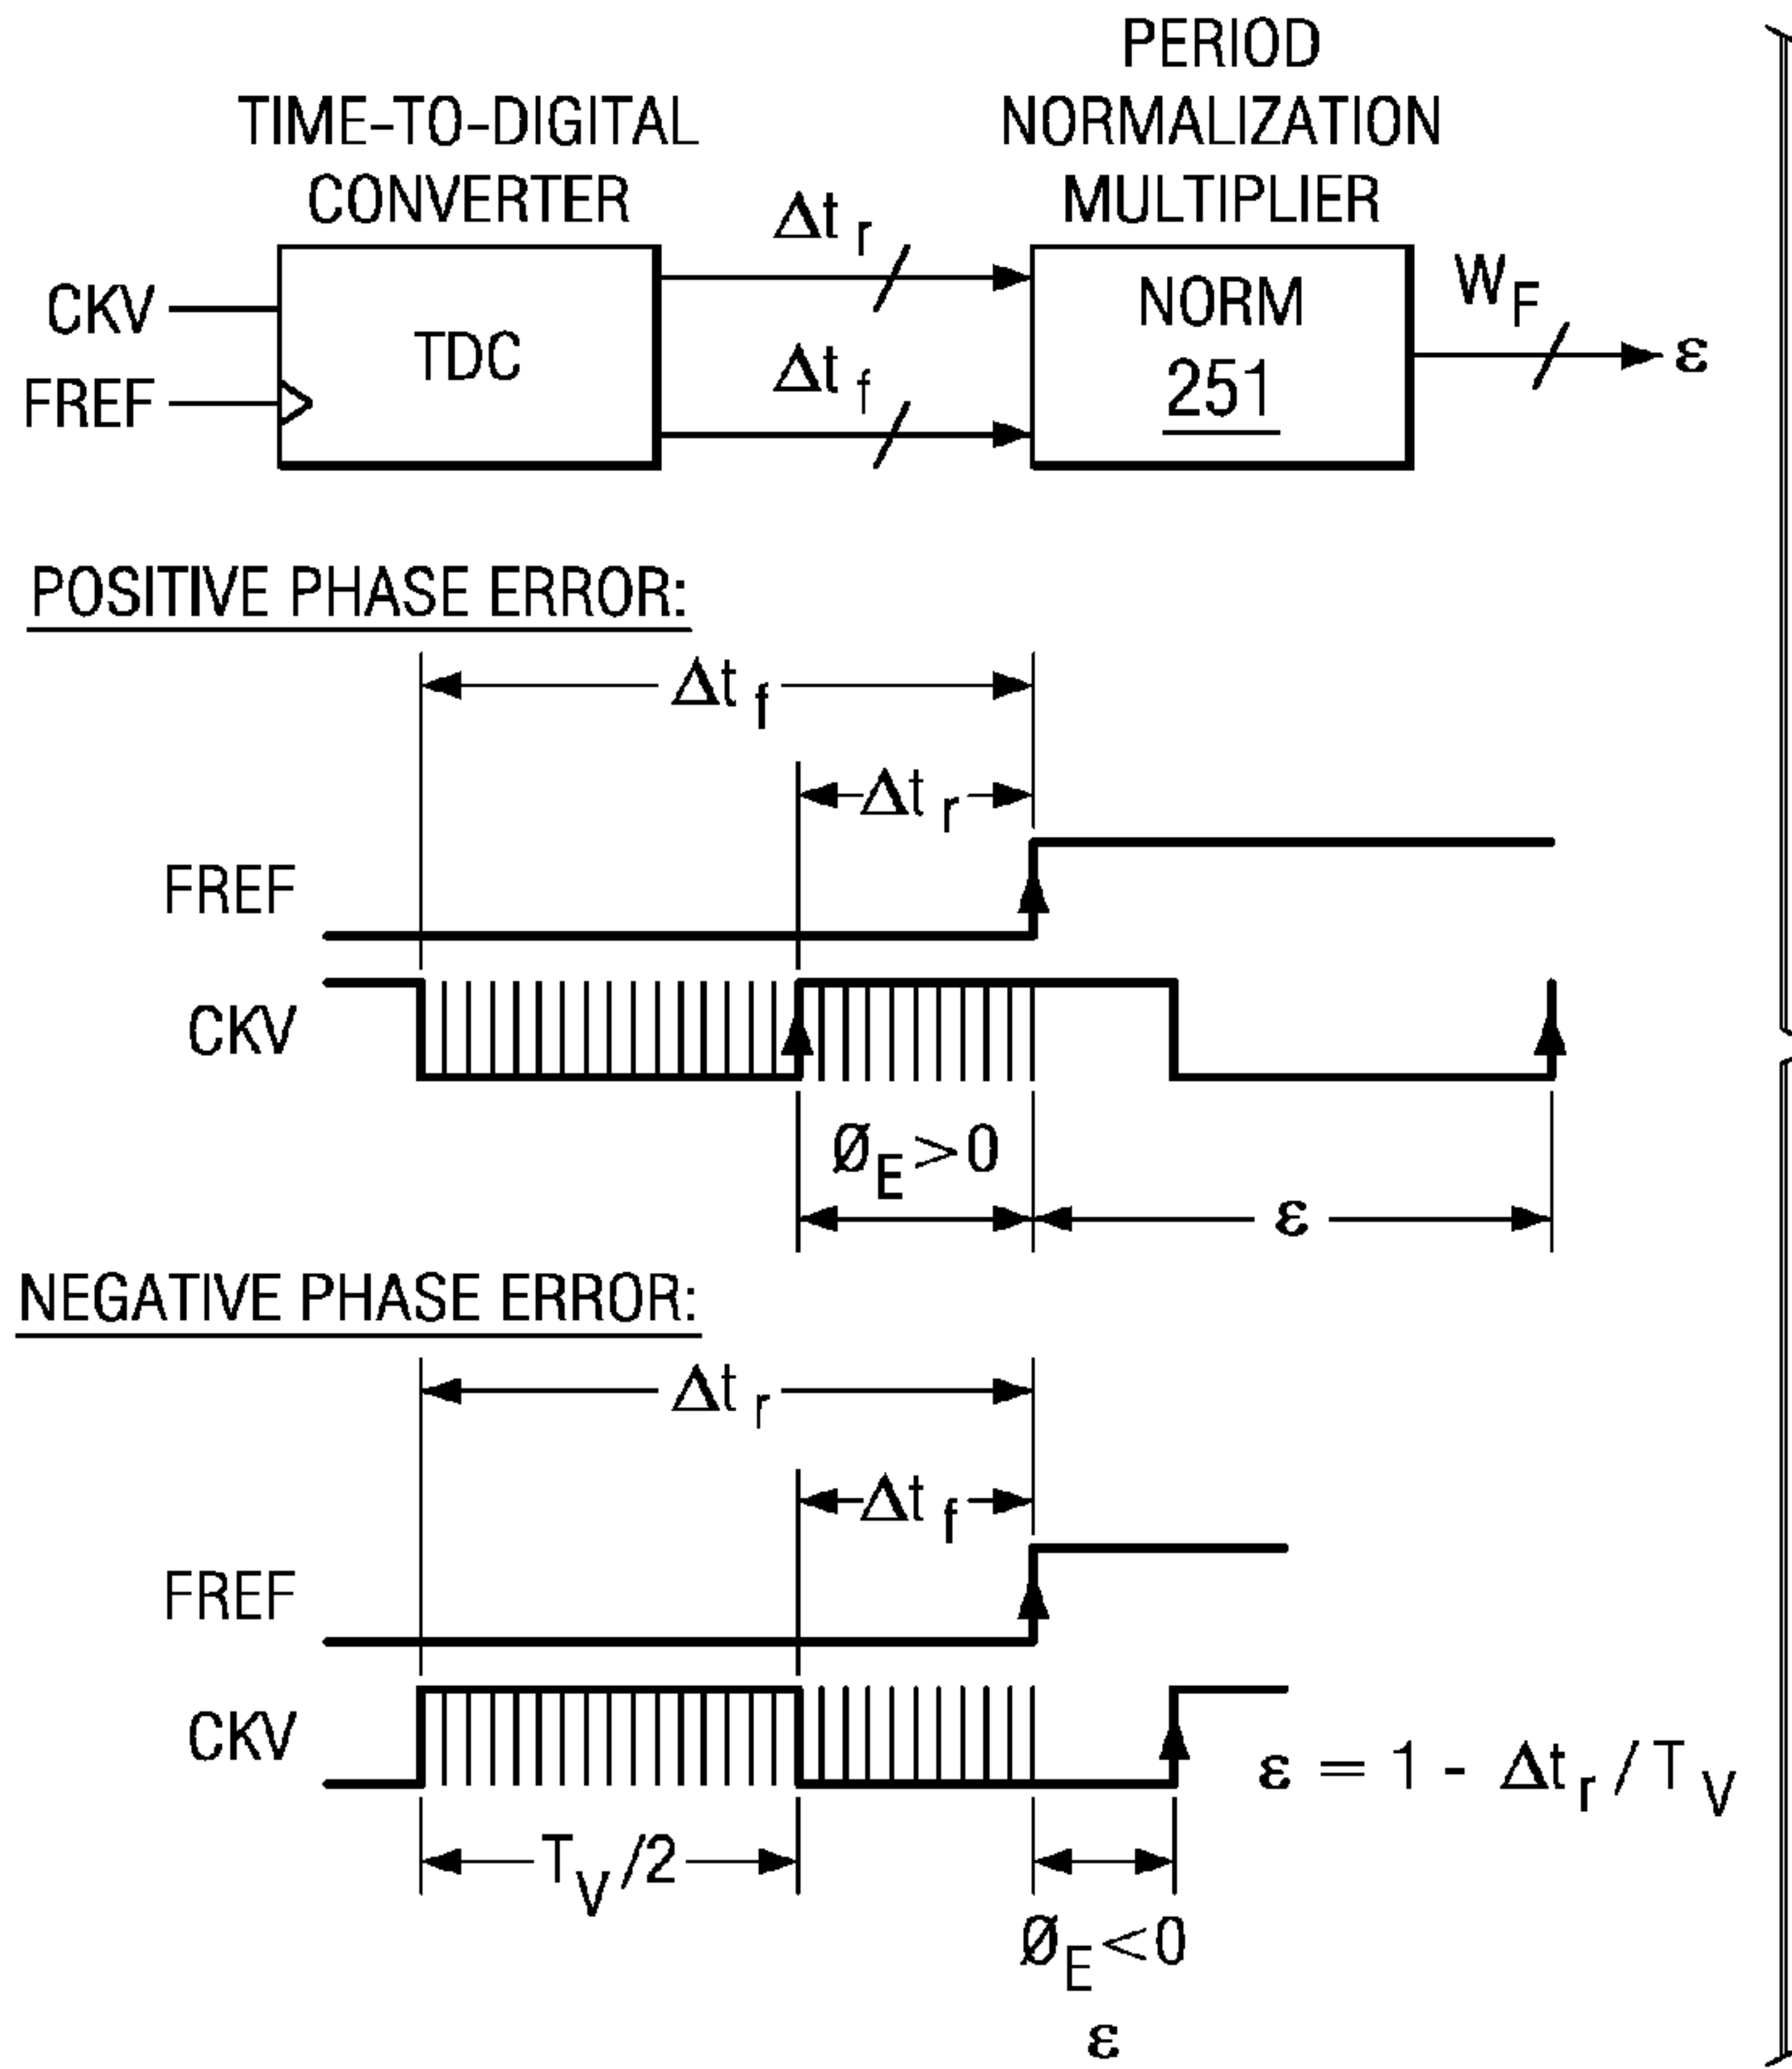 PERIOD
TIME-TO-DIGITAL NORMALIZATION
CONVERTER MULTIPLIER
Δt r
CKV
NORM
W F
TDC
Δt f
251
ε
FREF
POSITIVE PHASE ERROR:
Δt f
Δt r
FREF
CKV
Ø E >0
ε
NEGATIVE PHASE ERROR:
Δt r
Δt f
FREF
CKV
ε = 1 - Δt r / T V
T V /2
Ø E <0
ε